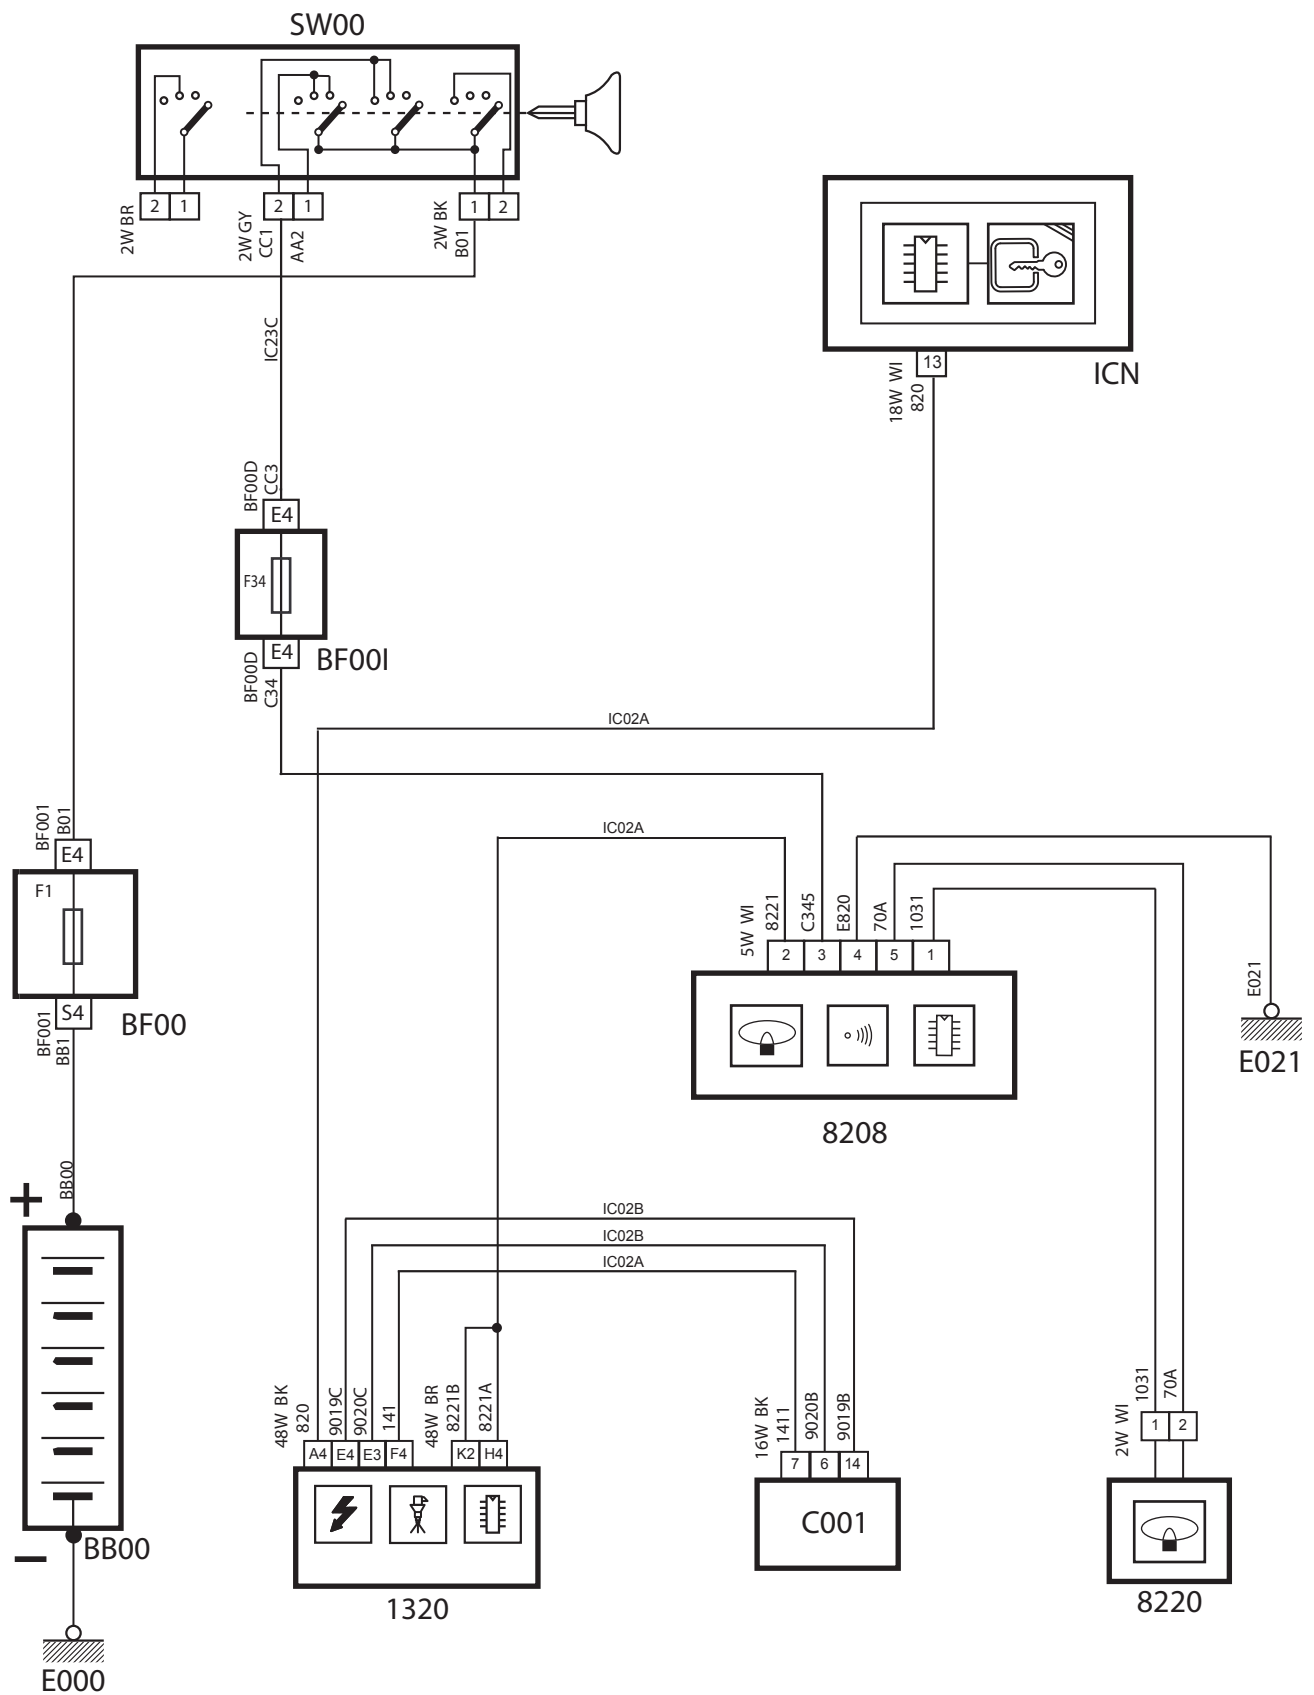 SW00
2 1
2 1
1 2
2W BR
2W GY
CC1
AA2
2W BK
B01
IC23C
13
ICN
18W WI
820
BF00D
CC3
E4
F34
E4
BF00I
BF00D
C34
IC02A
BF001
B01
E4
F1
S4
BF00
BF001
BB1
IC02A
5W WI
8221
C345
E820
70A
1031
2 3 4 5 1
8208
E021
E021
BB00
+
−
BB00
E000
IC02B
IC02B
IC02A
48W BK
820
9019C
9020C
141
48W BR
8221B
8221A
A4 E4 E3 F4 K2 H4
1320
16W BK
1411
9020B
9019B
7 6 14
C001
2W WI
1031
70A
1 2
8220